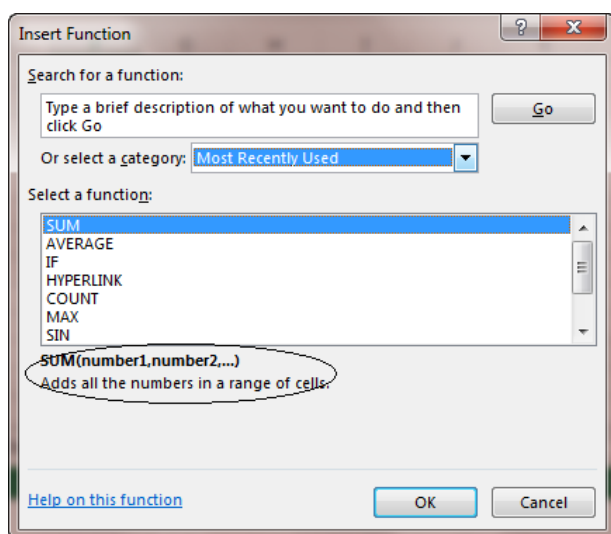 Insert Function
?
X
Search for a function:
Type a brief description of what you want to do and then
click Go
Go
Or select a category: Most Recently Used
Select a function:
SUM
AVERAGE
IF
HYPERLINK
COUNT
MAX
SIN
SUM(number1,number2,...)
Adds all the numbers in a range of cells.
Help on this function
OK
Cancel